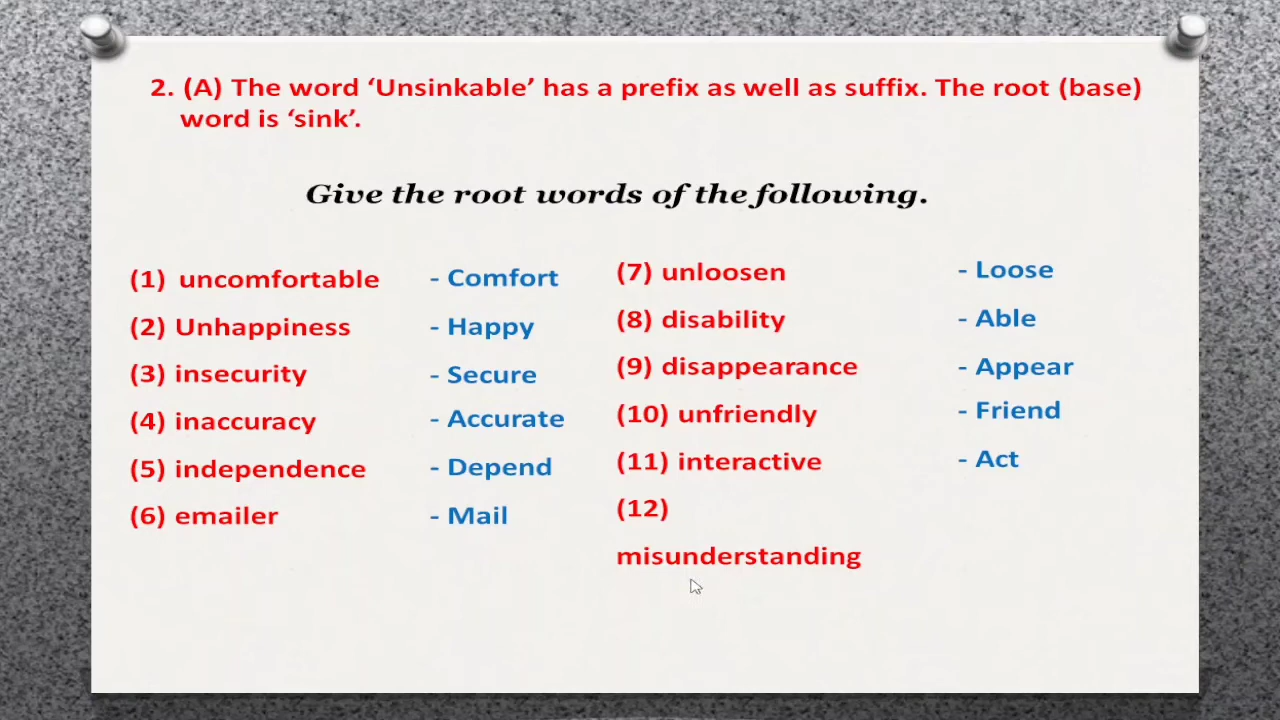 2. (A) The word ‘Unsinkable’ has a prefix as well as suffix. The root (base)
word is ‘sink’.
Give the root words of the following.
(1) uncomfortable - Comfort
(2) Unhappiness - Happy
(3) insecurity - Secure
(4) inaccuracy - Accurate
(5) independence - Depend
(6) emailer - Mail
(7) unloosen - Loose
(8) disability - Able
(9) disappearance - Appear
(10) unfriendly - Friend
(11) interactive - Act
(12)
misunderstanding